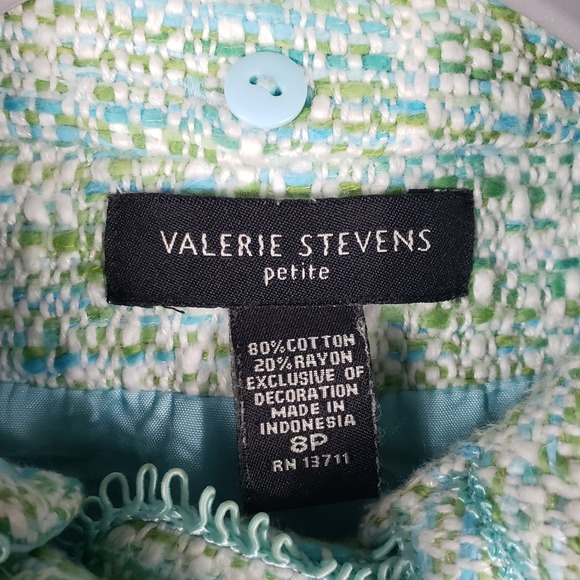 VALERIE STEVENS
petite
80%COTTON
20%RAYON
EXCLUSIVE OF
DECORATION
MADE IN
INDONESIA
8P
RN 13711